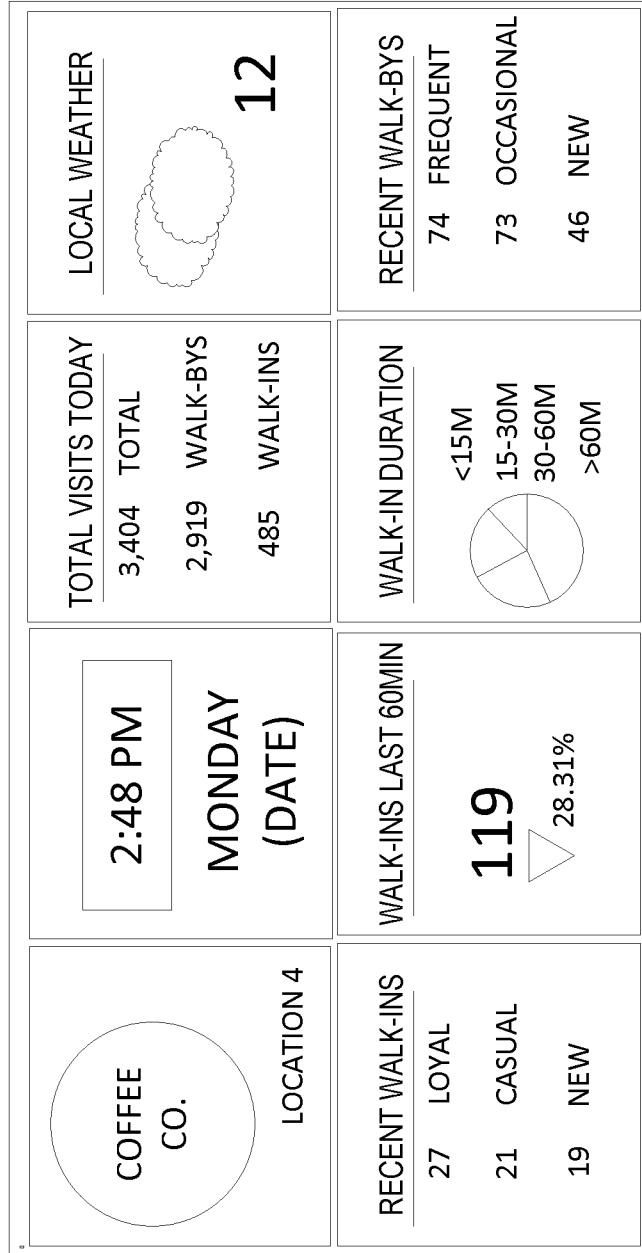 COFFEE
CO.
LOCATION 4
2:48 PM
MONDAY
(DATE)
TOTAL VISITS TODAY
3,404 TOTAL
2,919 WALK-BYS
485 WALK-INS
LOCAL WEATHER
12
RECENT WALK-INS
27 LOYAL
21 CASUAL
19 NEW
WALK-INS LAST 60MIN
119
28.31%
WALK-IN DURATION
<15M
15-30M
30-60M
>60M
RECENT WALK-BYS
74 FREQUENT
73 OCCASIONAL
46 NEW